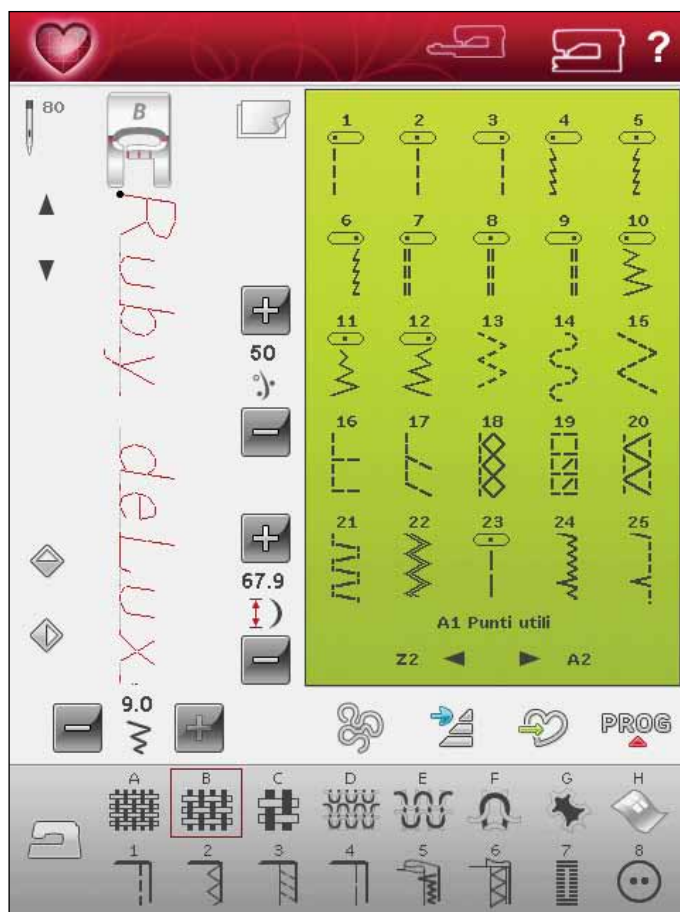 ?
80
B
1 2 3 4 5
6 7 8 9 10
11 12 13 14 15
16 17 18 19 20
21 22 23 24 25
Ruby deLux
50
67.9
9.0
A1 Punti utili
Z2 A2
PROG
A B C D E F G H
1 2 3 4 5 6 7 8